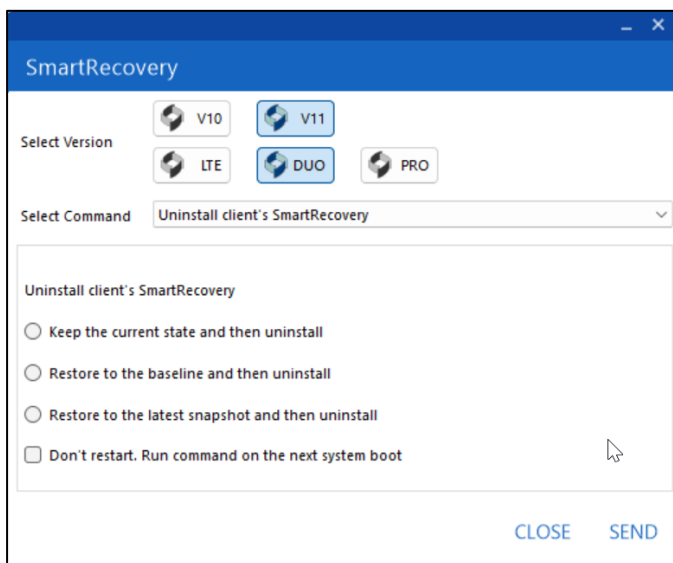 SmartRecovery
Select Version
V10
V11
LTE
DUO
PRO
Select Command
Uninstall client's SmartRecovery
Uninstall client's SmartRecovery
Keep the current state and then uninstall
Restore to the baseline and then uninstall
Restore to the latest snapshot and then uninstall
Don't restart. Run command on the next system boot
CLOSE
SEND